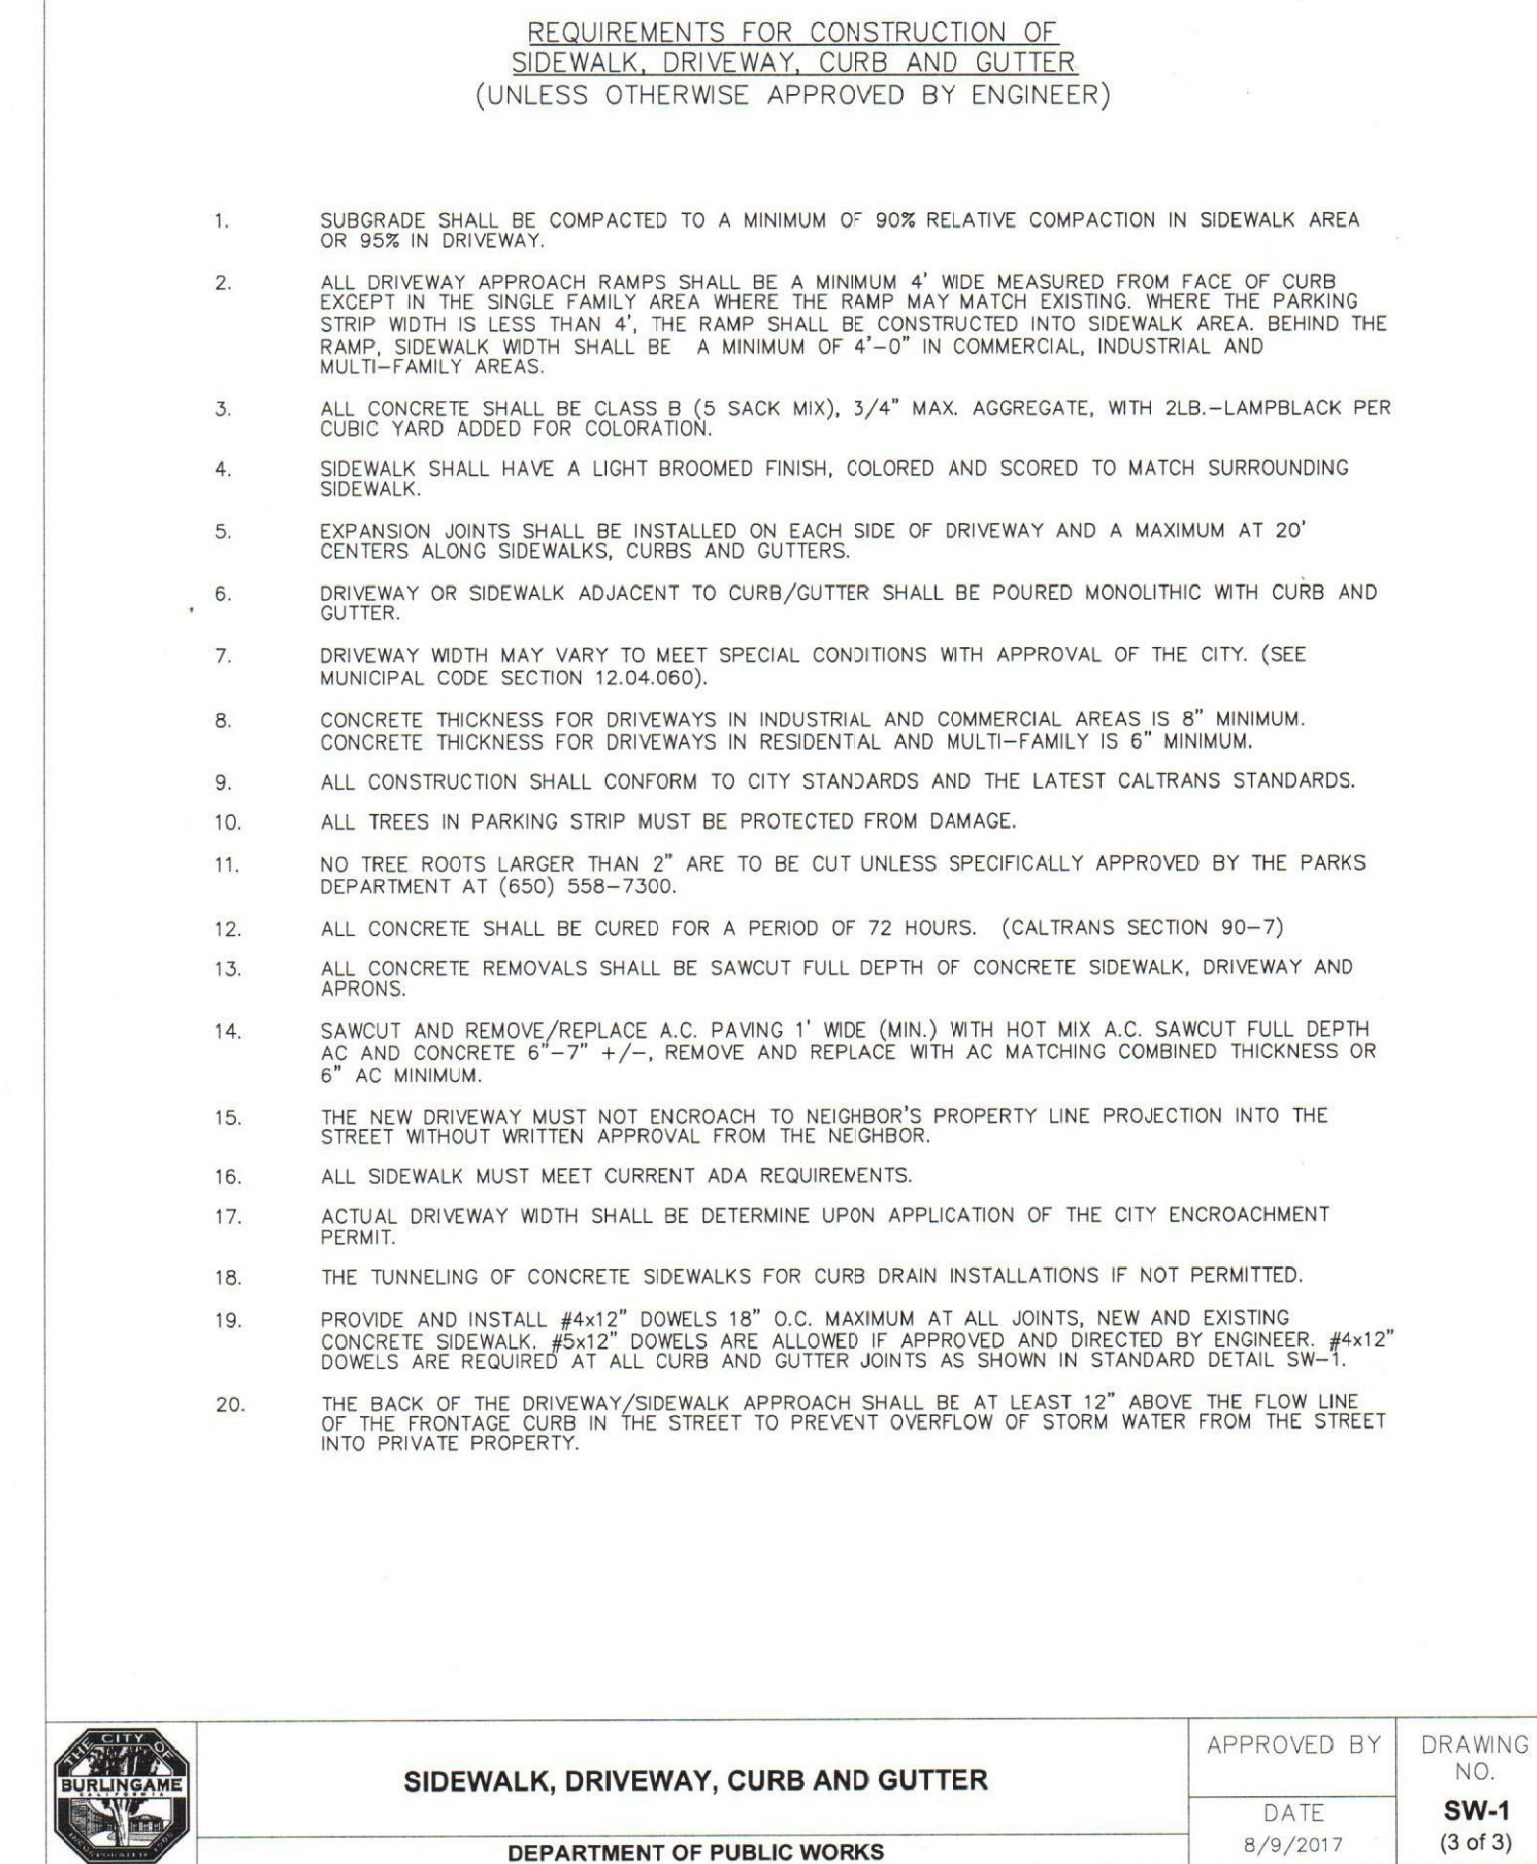 REQUIREMENTS FOR CONSTRUCTION OF
SIDEWALK, DRIVEWAY, CURB AND GUTTER
(UNLESS OTHERWISE APPROVED BY ENGINEER)
1. SUBGRADE SHALL BE COMPACTED TO A MINIMUM OF 90% RELATIVE COMPACTION IN SIDEWALK AREA
OR 95% IN DRIVEWAY.
2. ALL DRIVEWAY APPROACH RAMPS SHALL BE A MINIMUM 4' WIDE MEASURED FROM FACE OF CURB
EXCEPT IN THE SINGLE FAMILY AREA WHERE THE RAMP MAY MATCH EXISTING. WHERE THE PARKING
STRIP WIDTH IS LESS THAN 4', THE RAMP SHALL BE CONSTRUCTED INTO SIDEWALK AREA. BEHIND THE
RAMP, SIDEWALK WIDTH SHALL BE A MINIMUM OF 4'-0" IN COMMERCIAL, INDUSTRIAL AND
MULTI-FAMILY AREAS.
3. ALL CONCRETE SHALL BE CLASS B (5 SACK MIX), 3/4" MAX. AGGREGATE, WITH 2LB.-LAMPBLACK PER
CUBIC YARD ADDED FOR COLORATION.
4. SIDEWALK SHALL HAVE A LIGHT BROOMED FINISH, COLORED AND SCORED TO MATCH SURROUNDING
SIDEWALK.
5. EXPANSION JOINTS SHALL BE INSTALLED ON EACH SIDE OF DRIVEWAY AND A MAXIMUM AT 20'
CENTERS ALONG SIDEWALKS, CURBS AND GUTTERS.
6. DRIVEWAY OR SIDEWALK ADJACENT TO CURB/GUTTER SHALL BE POURED MONOLITHIC WITH CURB AND
GUTTER.
7. DRIVEWAY WIDTH MAY VARY TO MEET SPECIAL CONDITIONS WITH APPROVAL OF THE CITY. (SEE
MUNICIPAL CODE SECTION 12.04.060).
8. CONCRETE THICKNESS FOR DRIVEWAYS IN INDUSTRIAL AND COMMERCIAL AREAS IS 8" MINIMUM.
CONCRETE THICKNESS FOR DRIVEWAYS IN RESIDENTIAL AND MULTI-FAMILY IS 6" MINIMUM.
9. ALL CONSTRUCTION SHALL CONFORM TO CITY STANDARDS AND THE LATEST CALTRANS STANDARDS.
10. ALL TREES IN PARKING STRIP MUST BE PROTECTED FROM DAMAGE.
11. NO TREE ROOTS LARGER THAN 2" ARE TO BE CUT UNLESS SPECIFICALLY APPROVED BY THE PARKS
DEPARTMENT AT (650) 558-7300.
12. ALL CONCRETE SHALL BE CURED FOR A PERIOD OF 72 HOURS. (CALTRANS SECTION 90-7)
13. ALL CONCRETE REMOVALS SHALL BE SAWCUT FULL DEPTH OF CONCRETE SIDEWALK, DRIVEWAY AND
APRONS.
14. SAWCUT AND REMOVE/REPLACE A.C. PAVING 1' WIDE (MIN.) WITH HOT MIX A.C. SAWCUT FULL DEPTH
AC AND CONCRETE 6"-7" +/-, REMOVE AND REPLACE WITH AC MATCHING COMBINED THICKNESS OR
6" AC MINIMUM.
15. THE NEW DRIVEWAY MUST NOT ENCROACH TO NEIGHBOR'S PROPERTY LINE PROJECTION INTO THE
STREET WITHOUT WRITTEN APPROVAL FROM THE NEIGHBOR.
16. ALL SIDEWALK MUST MEET CURRENT ADA REQUIREMENTS.
17. ACTUAL DRIVEWAY WIDTH SHALL BE DETERMINE UPON APPLICATION OF THE CITY ENCROACHMENT
PERMIT.
18. THE TUNNELING OF CONCRETE SIDEWALKS FOR CURB DRAIN INSTALLATIONS IF NOT PERMITTED.
19. PROVIDE AND INSTALL #4x12" DOWELS 18" O.C. MAXIMUM AT ALL JOINTS, NEW AND EXISTING
CONCRETE SIDEWALK. #5x12" DOWELS ARE ALLOWED IF APPROVED AND DIRECTED BY ENGINEER. #4x12"
DOWELS ARE REQUIRED AT ALL CURB AND GUTTER JOINTS AS SHOWN IN STANDARD DETAIL SW-1.
20. THE BACK OF THE DRIVEWAY/SIDEWALK APPROACH SHALL BE AT LEAST 12" ABOVE THE FLOW LINE
OF THE FRONTAGE CURB IN THE STREET TO PREVENT OVERFLOW OF STORM WATER FROM THE STREET
INTO PRIVATE PROPERTY.
THE CITY OF
BURLINGAME
CALIFORNIA
SIDEWALK, DRIVEWAY, CURB AND GUTTER
DEPARTMENT OF PUBLIC WORKS
APPROVED BY
DATE
8/9/2017
DRAWING
NO.
SW-1
(3 of 3)